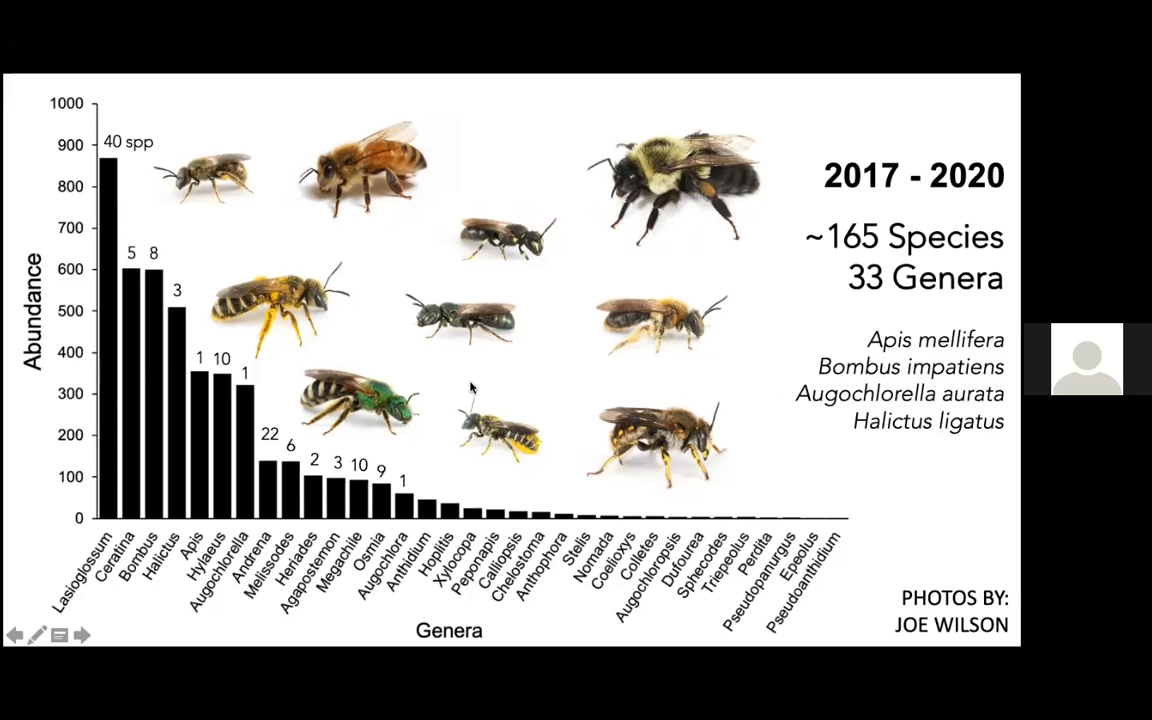 1000
900
800
700
600
500
400
300
200
100
0
Abundance
40 spp
5
8
3
1
10
1
22
6
2
3
10
9
1
Lasioglossum
Ceratina
Bombus
Halictus
Apis
Hylaeus
Augochlorella
Andrena
Melissodes
Heriades
Agapostemon
Megachile
Osmia
Augochlora
Anthidium
Hoplitis
Xylocopa
Peponapis
Calliopsis
Chelostoma
Anthophora
Stelis
Nomada
Coelioxys
Colletes
Augochloropsis
Dufourea
Sphecodes
Triepeolus
Perdita
Pseudopanurgus
Epeolus
Pseudoanthidium
Genera
2017 - 2020
~165 Species
33 Genera
Apis mellifera
Bombus impatiens
Augochlorella aurata
Halictus ligatus
PHOTOS BY:
JOE WILSON